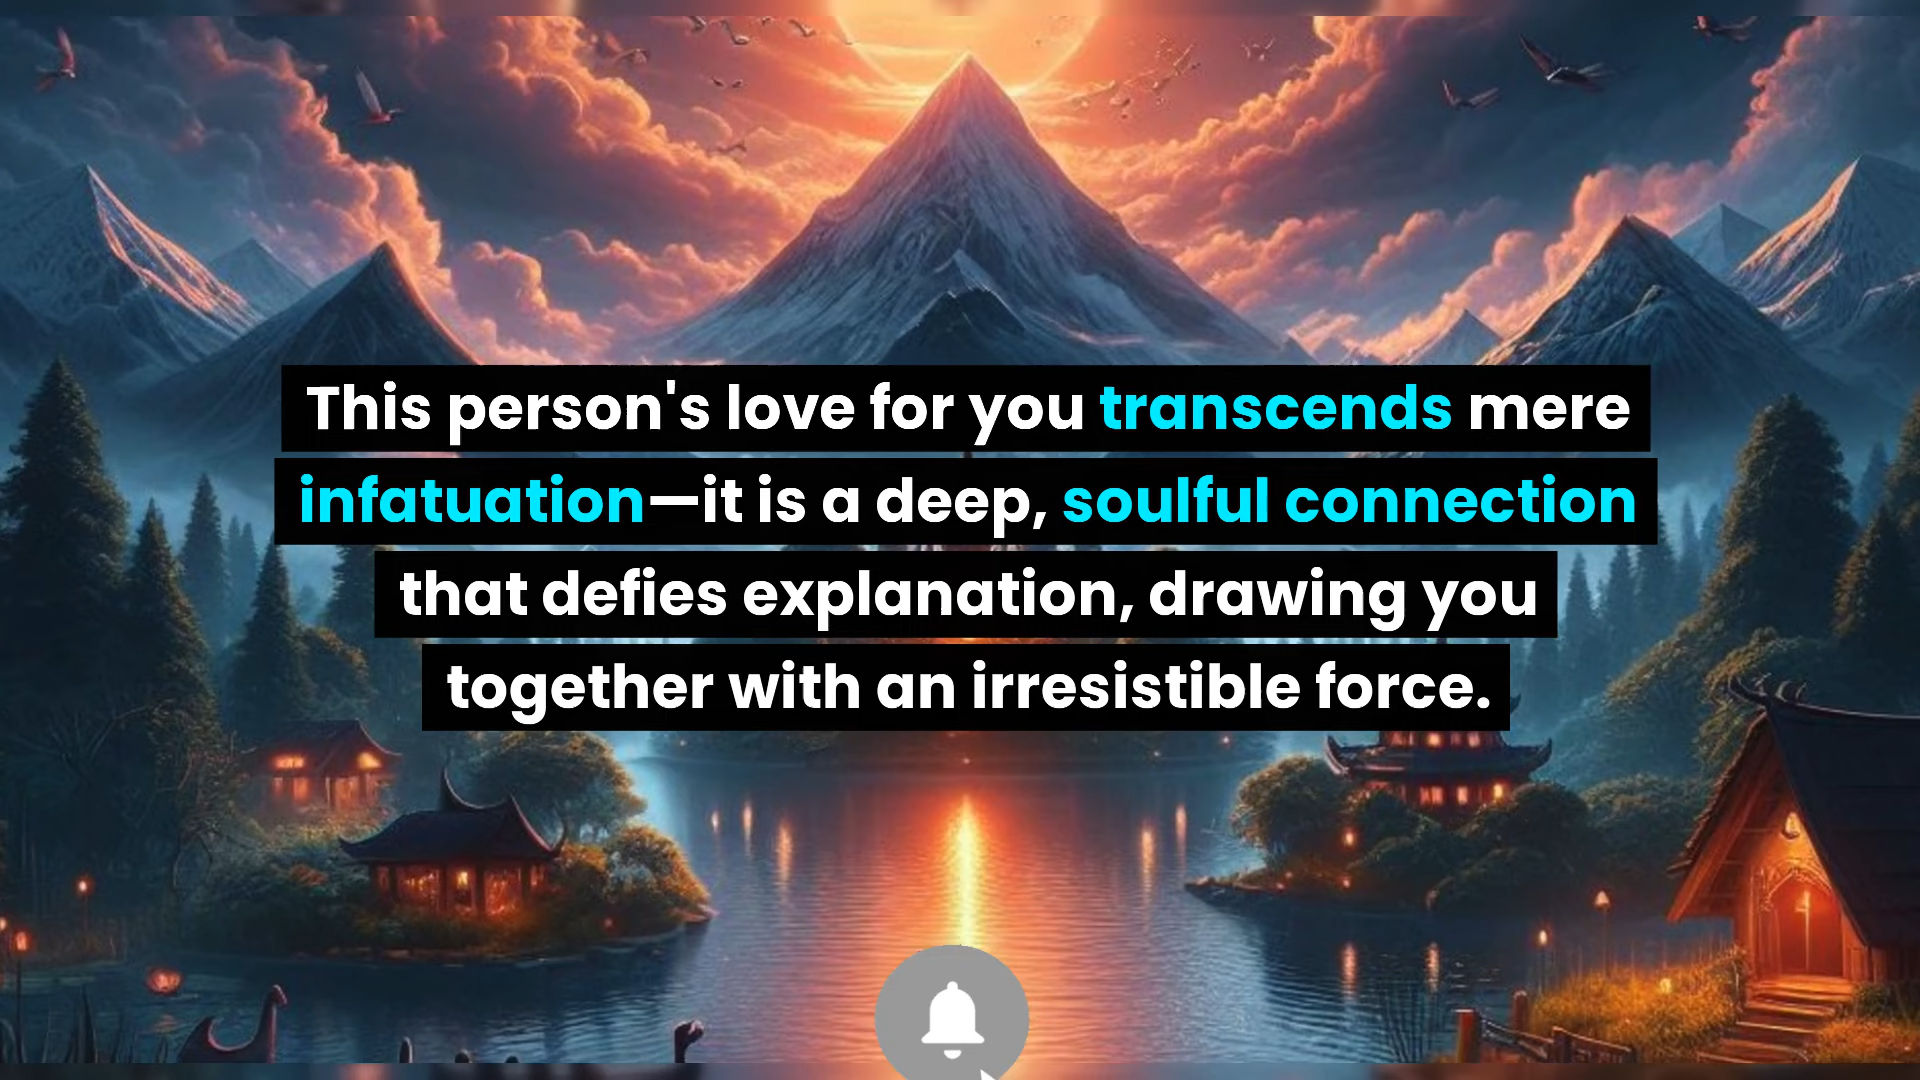 This person's love for you transcends mere
infatuation—it is a deep, soulful connection
that defies explanation, drawing you
together with an irresistible force.